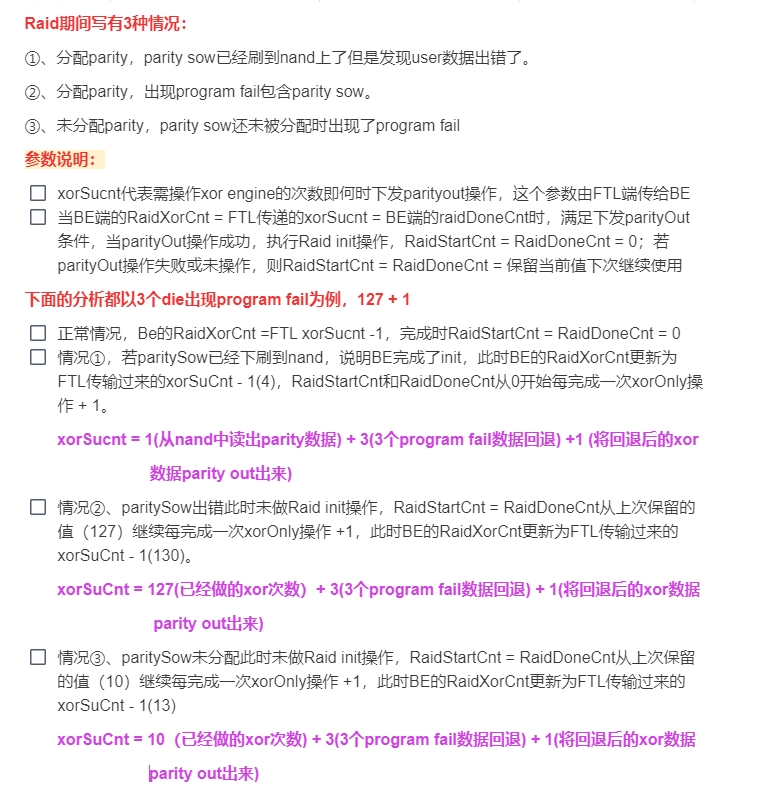 Raid期间写有3种情况：
①、分配parity，parity sow已经刷到nand上了但是发现user数据出错了。
②、分配parity，出现program fail包含parity sow。
③、未分配parity，parity sow还未被分配时出现了program fail
参数说明：
xorSucnt代表需操作xor engine的次数即何时下发parityout操作，这个参数由FTL端传给BE
当BE端的RaidXorCnt = FTL传递的xorSucnt = BE端的raidDoneCnt时，满足下发parityOut
条件，当parityOut操作成功，执行Raid init操作，RaidStartCnt = RaidDoneCnt = 0；若
parityOut操作失败或未操作，则RaidStartCnt = RaidDoneCnt = 保留当前值下次继续使用
下面的分析都以3个die出现program fail为例，127 + 1
正常情况，Be的RaidXorCnt =FTL xorSucnt -1，完成时RaidStartCnt = RaidDoneCnt = 0
情况①，若paritySow已经下刷到nand，说明BE完成了init，此时BE的RaidXorCnt更新为
FTL传输过来的xorSuCnt - 1(4)，RaidStartCnt和RaidDoneCnt从0开始每完成一次xorOnly操
作 + 1。
xorSucnt = 1(从nand中读出parity数据) + 3(3个program fail数据回退) +1 (将回退后的xor
数据parity out出来)
情况②、paritySow出错此时未做Raid init操作，RaidStartCnt = RaidDoneCnt从上次保留的
值（127）继续每完成一次xorOnly操作 +1，此时BE的RaidXorCnt更新为FTL传输过来的
xorSuCnt - 1(130)。
xorSuCnt = 127(已经做的xor次数）+ 3(3个program fail数据回退) + 1(将回退后的xor数据
parity out出来)
情况③、paritySow未分配此时未做Raid init操作，RaidStartCnt = RaidDoneCnt从上次保留
的值（10）继续每完成一次xorOnly操作 +1，此时BE的RaidXorCnt更新为FTL传输过来的
xorSuCnt - 1(13)
xorSuCnt = 10（已经做的xor次数) + 3(3个program fail数据回退) + 1(将回退后的xor数据
parity out出来)